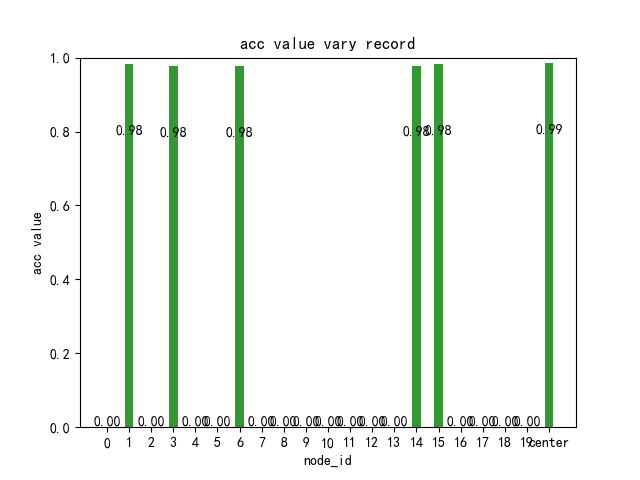 acc value vary record
acc value
1.0
0.8
0.6
0.4
0.2
0.0
0.98 0.98 0.98 0.98 0.98 0.99
0.00 0.00 0.00 0.00 0.00 0.00 0.00 0.00 0.00 0.00 0.00 0.00 0.00 0.00 0.00
0 1 2 3 4 5 6 7 8 9 10 11 12 13 14 15 16 17 18 19 center
node_id